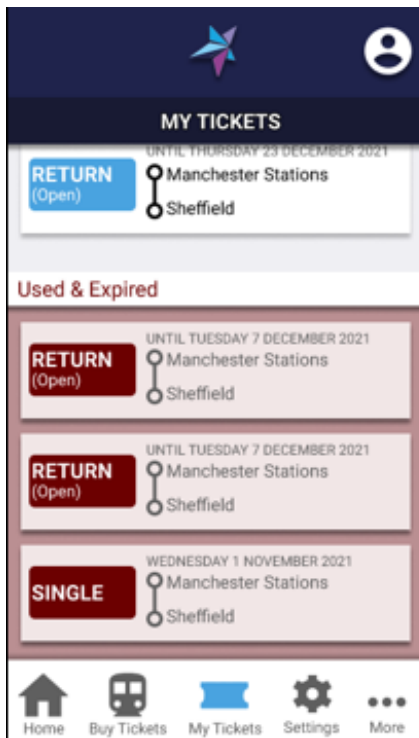 MY TICKETS
UNTIL THURSDAY 23 DECEMBER 2021
RETURN
(Open)
Manchester Stations
Sheffield
Used & Expired
UNTIL TUESDAY 7 DECEMBER 2021
RETURN
(Open)
Manchester Stations
Sheffield
UNTIL TUESDAY 7 DECEMBER 2021
RETURN
(Open)
Manchester Stations
Sheffield
WEDNESDAY 1 NOVEMBER 2021
SINGLE
Manchester Stations
Sheffield
Home Buy Tickets My Tickets Settings More